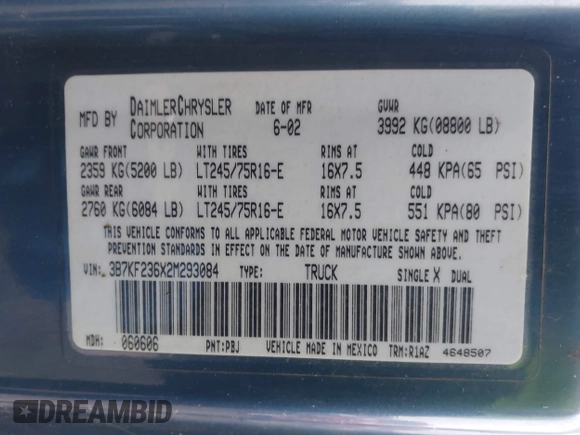 MFD BY DAIMLERCHRYSLER CORPORATION
DATE OF MFR 6-02
GVWR 3992 KG(08800 LB)
GAWR FRONT WITH TIRES RIMS AT COLD
2359 KG(5200 LB) LT245/75R16-E 16X7.5 448 KPA(65 PSI)
GAWR REAR WITH TIRES RIMS AT COLD
2760 KG(6084 LB) LT245/75R16-E 16X7.5 551 KPA(80 PSI)
THIS VEHICLE CONFORMS TO ALL APPLICABLE FEDERAL MOTOR VEHICLE SAFETY AND THEFT
PREVENTION STANDARDS IN EFFECT ON THE DATE OF MANUFACTURE SHOWN ABOVE.
VIN: 3B7KF236X2M293084 TYPE: TRUCK SINGLE X DUAL
MDH: 060606 PNT:PBJ VEHICLE MADE IN MEXICO TRM:R1AZ 4648507
DREAMBID